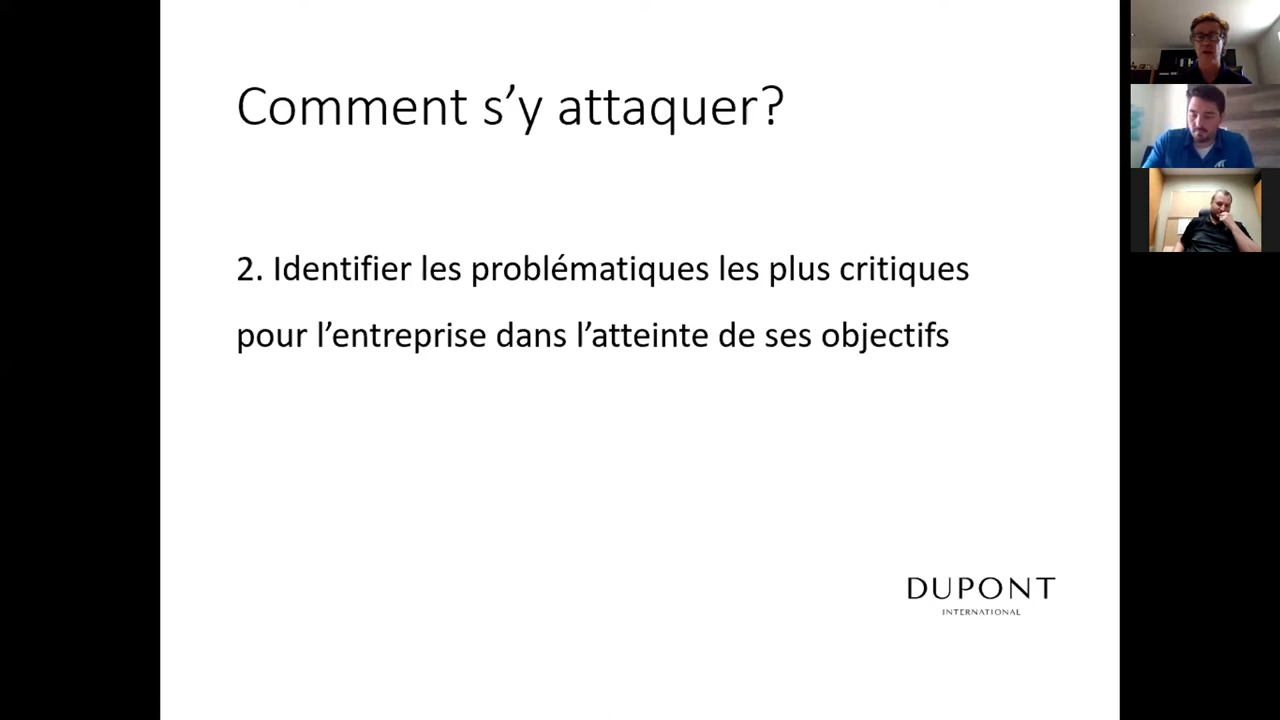 Comment s’y attaquer?
2. Identifier les problématiques les plus critiques
pour l’entreprise dans l’atteinte de ses objectifs
DUPONT
INTERNATIONAL